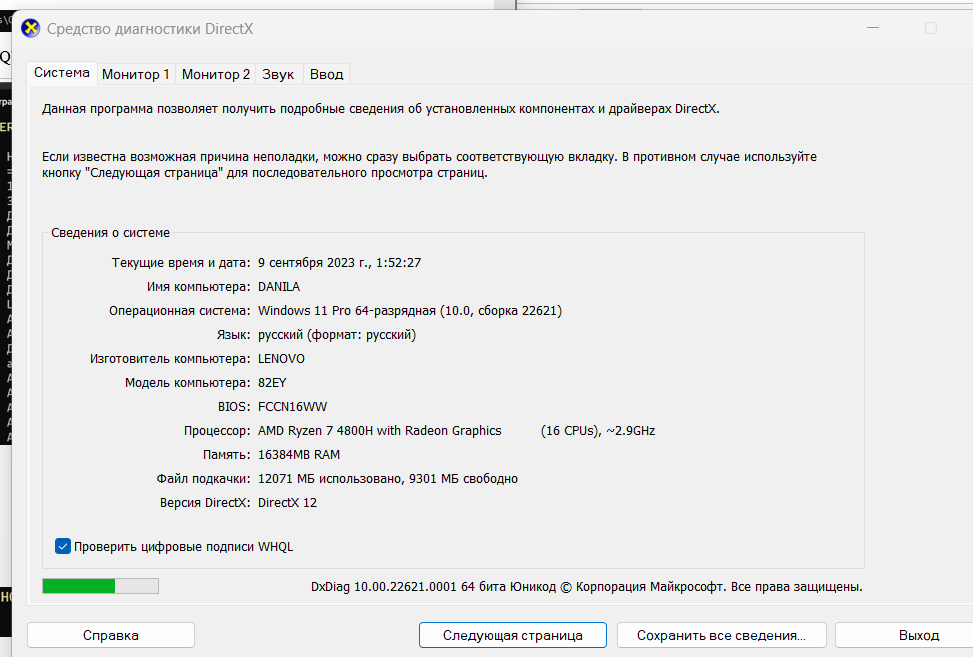 Средство диагностики DirectX
Система Монитор 1 Монитор 2 Звук Ввод
Данная программа позволяет получить подробные сведения об установленных компонентах и драйверах DirectX.
Если известна возможная причина неполадки, можно сразу выбрать соответствующую вкладку. В противном случае используйте
кнопку "Следующая страница" для последовательного просмотра страниц.
Сведения о системе
Текущие время и дата: 9 сентября 2023 г., 1:52:27
Имя компьютера: DANILA
Операционная система: Windows 11 Pro 64-разрядная (10.0, сборка 22621)
Язык: русский (формат: русский)
Изготовитель компьютера: LENOVO
Модель компьютера: 82EY
BIOS: FCCN16WW
Процессор: AMD Ryzen 7 4800H with Radeon Graphics (16 CPUs), ~2.9GHz
Память: 16384MB RAM
Файл подкачки: 12071 МБ использовано, 9301 МБ свободно
Версия DirectX: DirectX 12
Проверить цифровые подписи WHQL
DxDiag 10.00.22621.0001 64 бита Юникод © Корпорация Майкрософт. Все права защищены.
Справка Следующая страница Сохранить все сведения... Выход